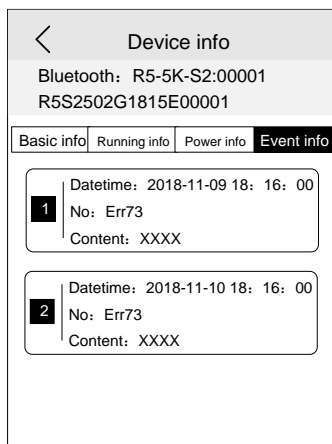 Device info
Bluetooth：R5-5K-S2:00001
R5S2502G1815E00001
Basic info Running info Power info Event info
1
Datetime：2018-11-09 18：16：00
No：Err73
Content：XXXX
2
Datetime：2018-11-10 18：16：00
No：Err73
Content：XXXX